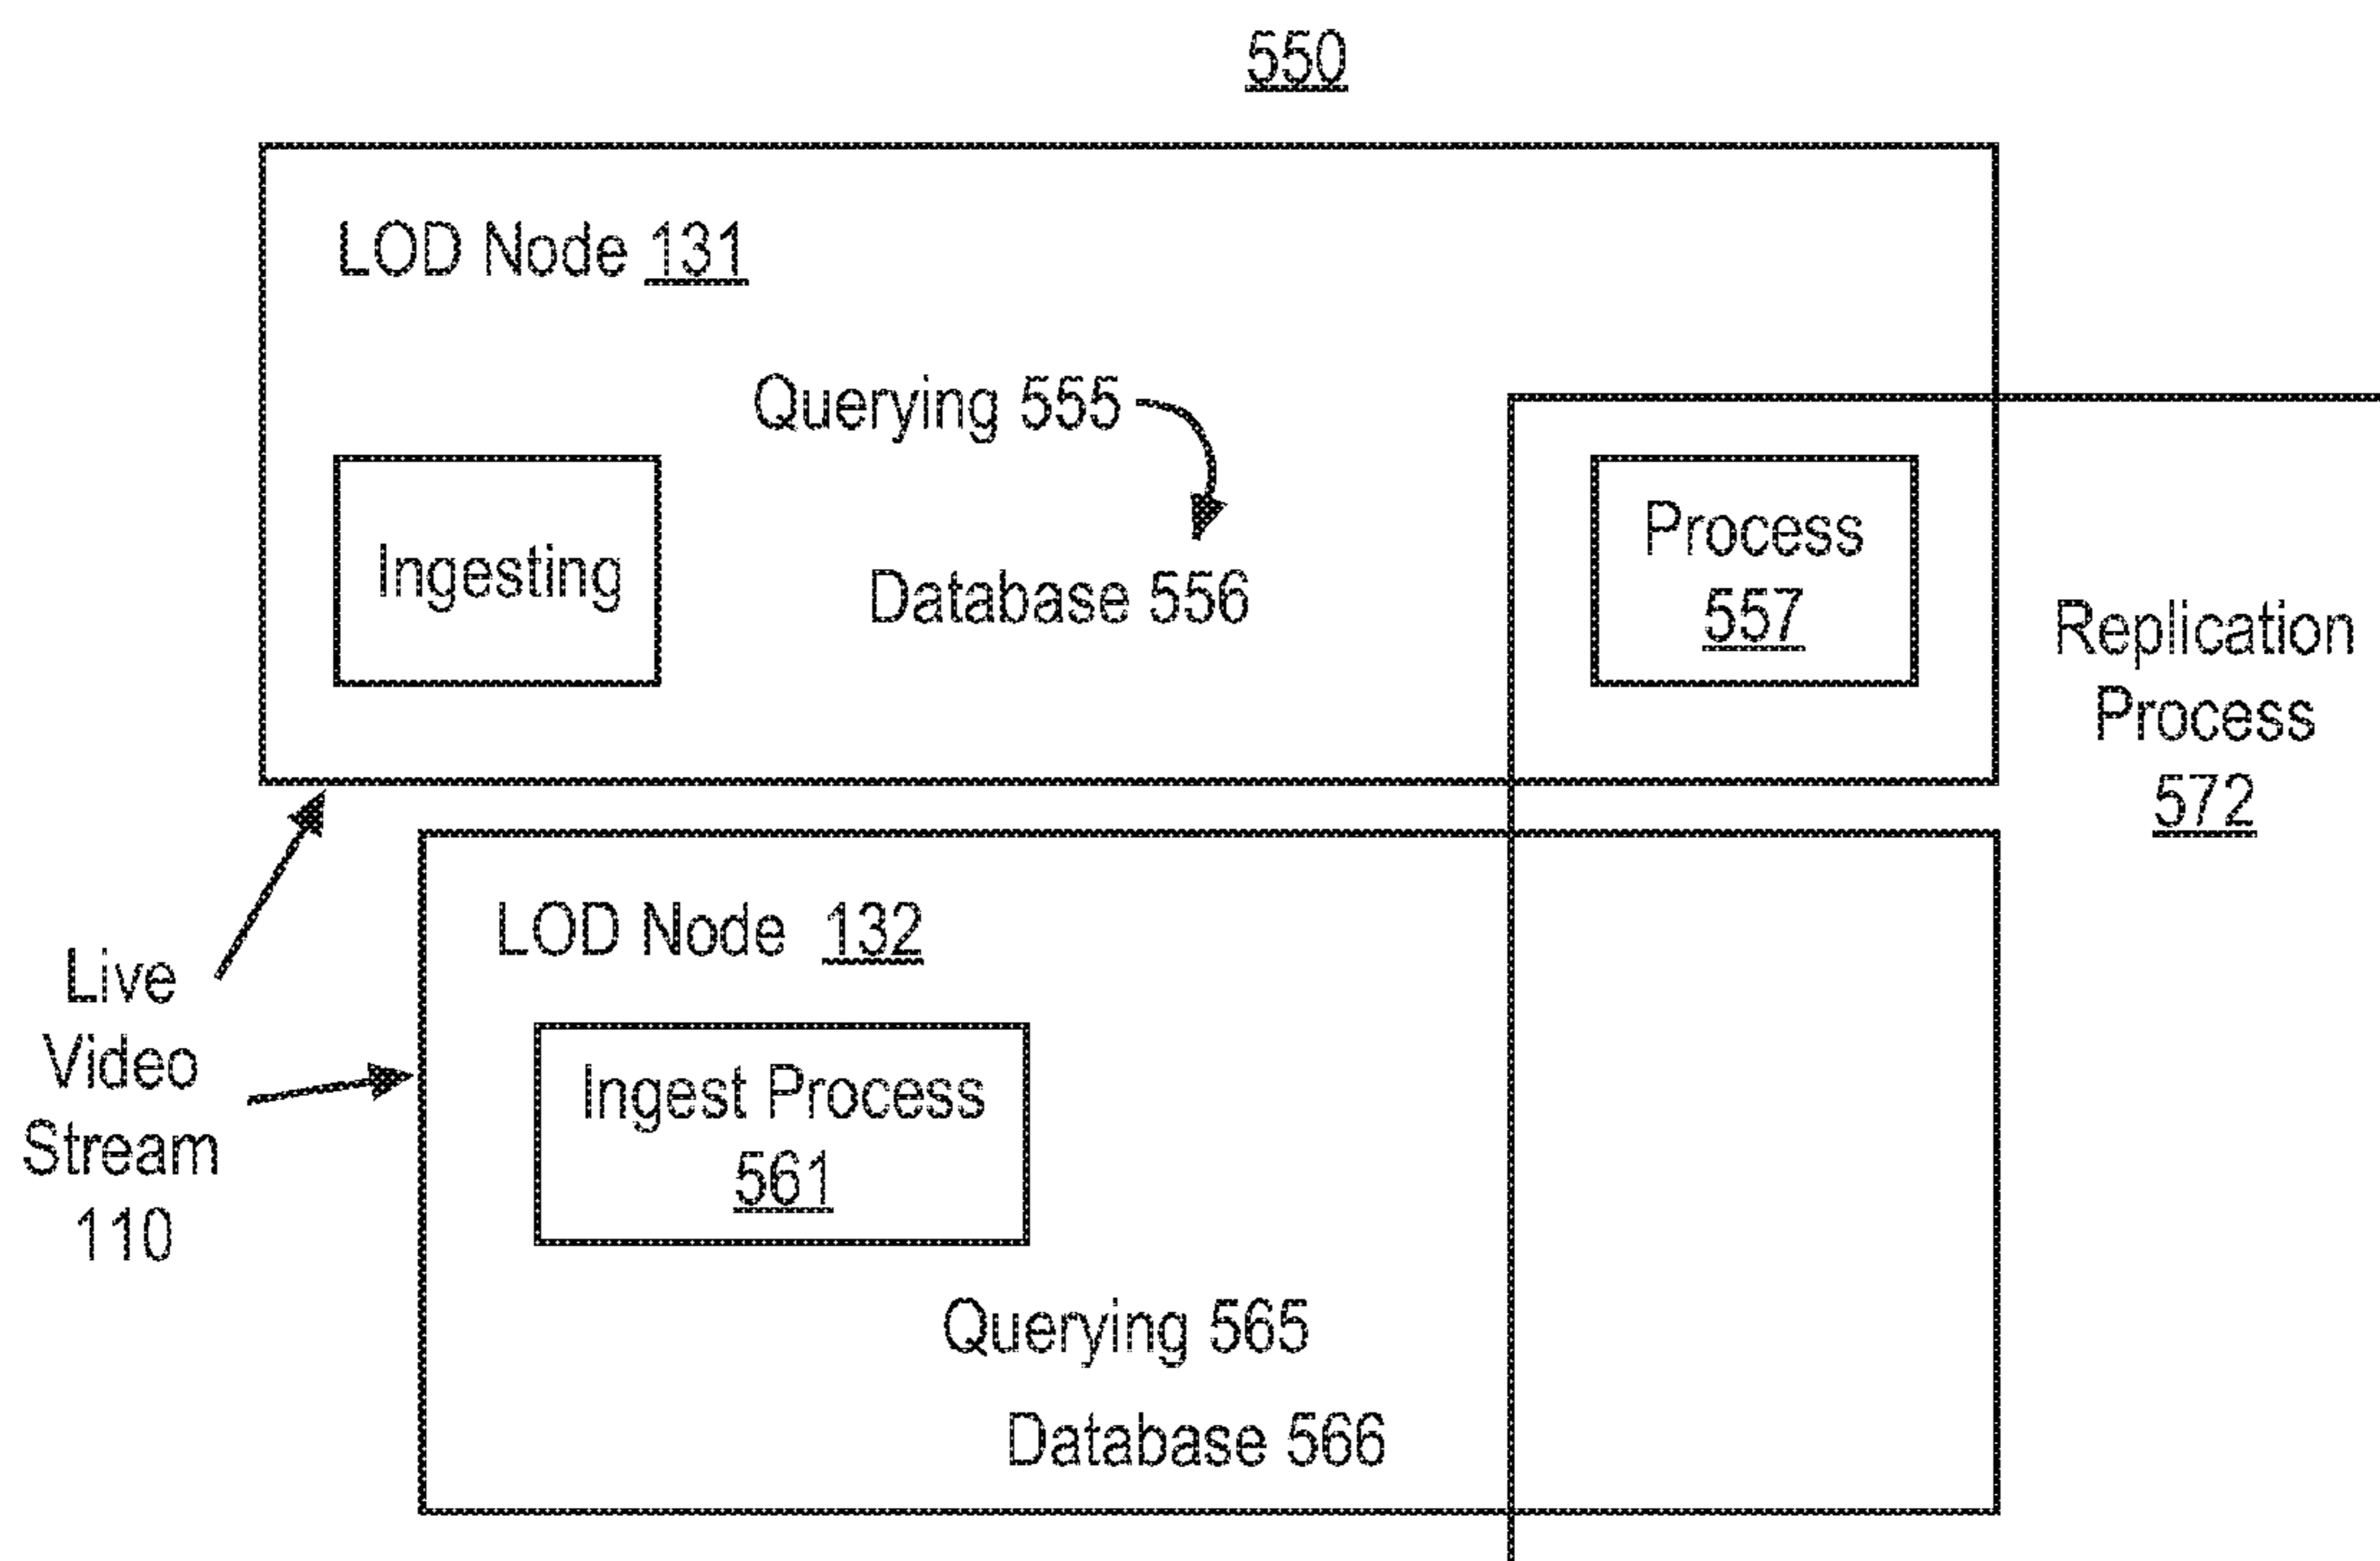 550
LOD Node 131
Querying 555
Ingesting
Database 556
Process
557
Replication
Process
572
Live
Video
Stream
110
LOD Node 132
Ingest Process
561
Querying 565
Database 566